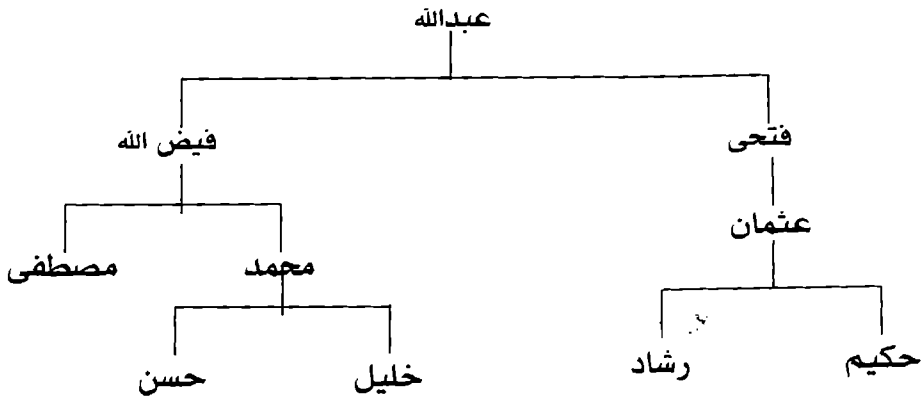 عبدالله
فتحى
فيض الله
عثمان
محمد
مصطفى
حكيم
رشاد
خليل
حسن